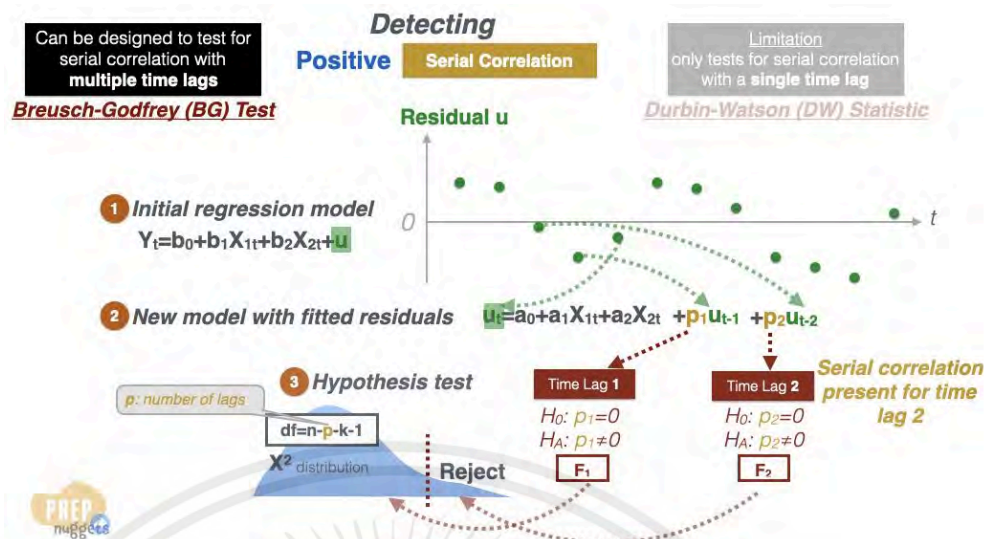 Detecting
Positive Serial Correlation
Can be designed to test for
serial correlation with
multiple time lags
Breusch-Godfrey (BG) Test
Limitation
only tests for serial correlation
with a single time lag
Durbin-Watson (DW) Statistic
Residual u
0
t
1 Initial regression model
Yₜ=b₀+b₁X₁ₜ+b₂X₂ₜ+u
2 New model with fitted residuals
uₜ=a₀+a₁X₁ₜ+a₂X₂ₜ +p₁uₜ₋₁ +p₂uₜ₋₂
3 Hypothesis test
p: number of lags
df=n-p-k-1
X² distribution
Reject
Time Lag 1
H₀: p₁=0
H_A: p₁≠0
F₁
Time Lag 2
H₀: p₂=0
H_A: p₂≠0
F₂
Serial correlation
present for time
lag 2
PREP
nuggets